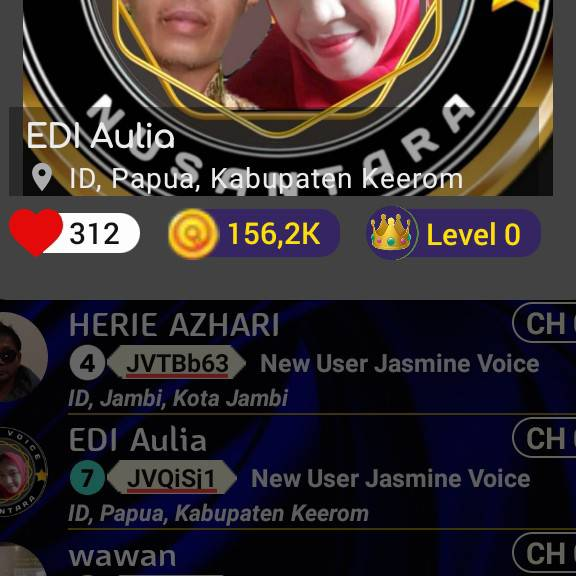 NUSANTARA
EDI Aulia
ID, Papua, Kabupaten Keerom
312
156,2K
Level 0
HERIE AZHARI
CH
4 JVTBb63 New User Jasmine Voice
ID, Jambi, Kota Jambi
VOICE
EDI Aulia
CH
7 JVQiSj1 New User Jasmine Voice
NTARA
ID, Papua, Kabupaten Keerom
wawan
CH